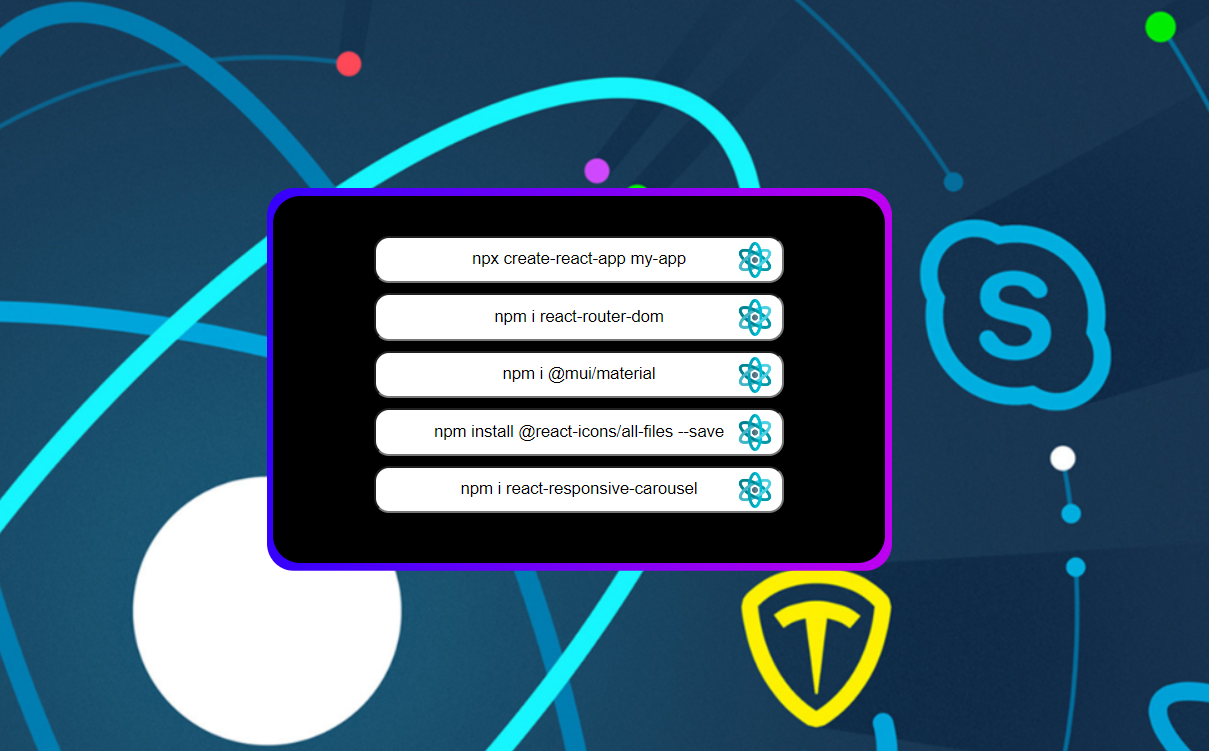 npx create-react-app my-app
npm i react-router-dom
npm i @mui/material
npm install @react-icons/all-files --save
npm i react-responsive-carousel
S
T